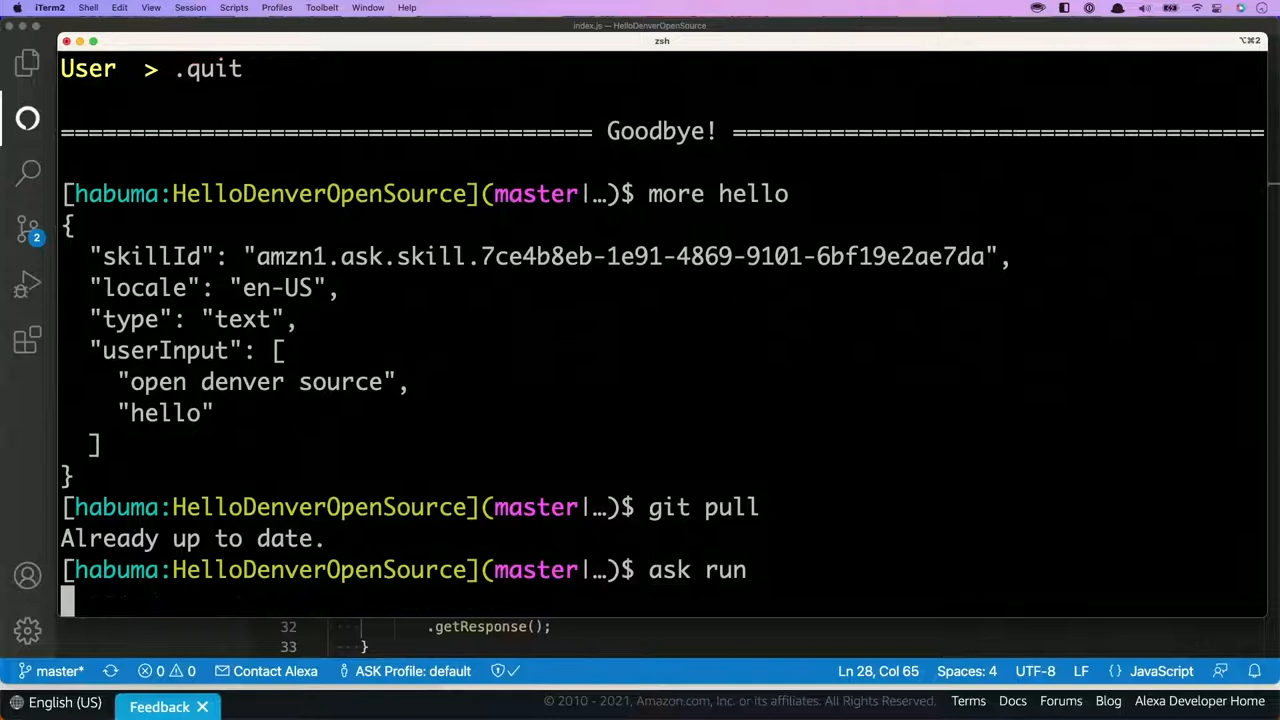 iTerm2 Shell Edit View Session Scripts Profiles Toolbelt Window Help
index.js — HelloDenverOpenSource
zsh
⌥⌘2
User > .quit
====================================== Goodbye! ======================================
[habuma:HelloDenverOpenSource](master|…)$ more hello
{
"skillId": "amzn1.ask.skill.7ce4b8eb-1e91-4869-9101-6bf19e2ae7da",
"locale": "en-US",
"type": "text",
"userInput": [
"open denver source",
"hello"
]
}
[habuma:HelloDenverOpenSource](master|…)$ git pull
Already up to date.
[habuma:HelloDenverOpenSource](master|…)$ ask run
2
32 .getResponse();
33 }
master* 0 0 Contact Alexa ASK Profile: default Ln 28, Col 65 Spaces: 4 UTF-8 LF {} JavaScript
English (US) Feedback ✕ © 2010 - 2021, Amazon.com, Inc. or its affiliates. All Rights Reserved. Terms Docs Forums Blog Alexa Developer Home